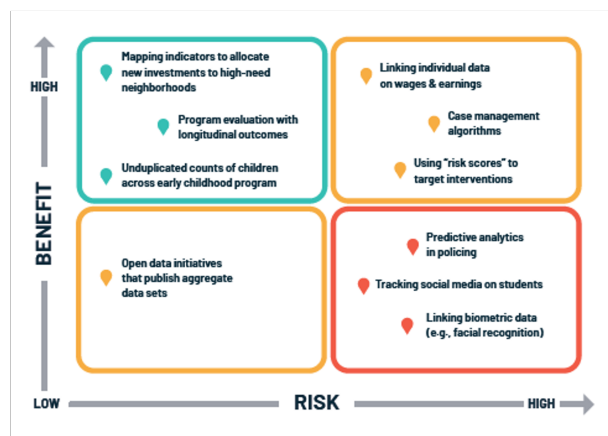 HIGH
BENEFIT
Mapping indicators to allocate
new investments to high-need
neighborhoods
Program evaluation with
longitudinal outcomes
Unduplicated counts of children
across early childhood program
Linking individual data
on wages & earnings
Case management
algorithms
Using "risk scores" to
target interventions
Open data initiatives
that publish aggregate
data sets
Predictive analytics
in policing
Tracking social media on students
Linking biometric data
(e.g., facial recognition)
LOW
RISK
HIGH